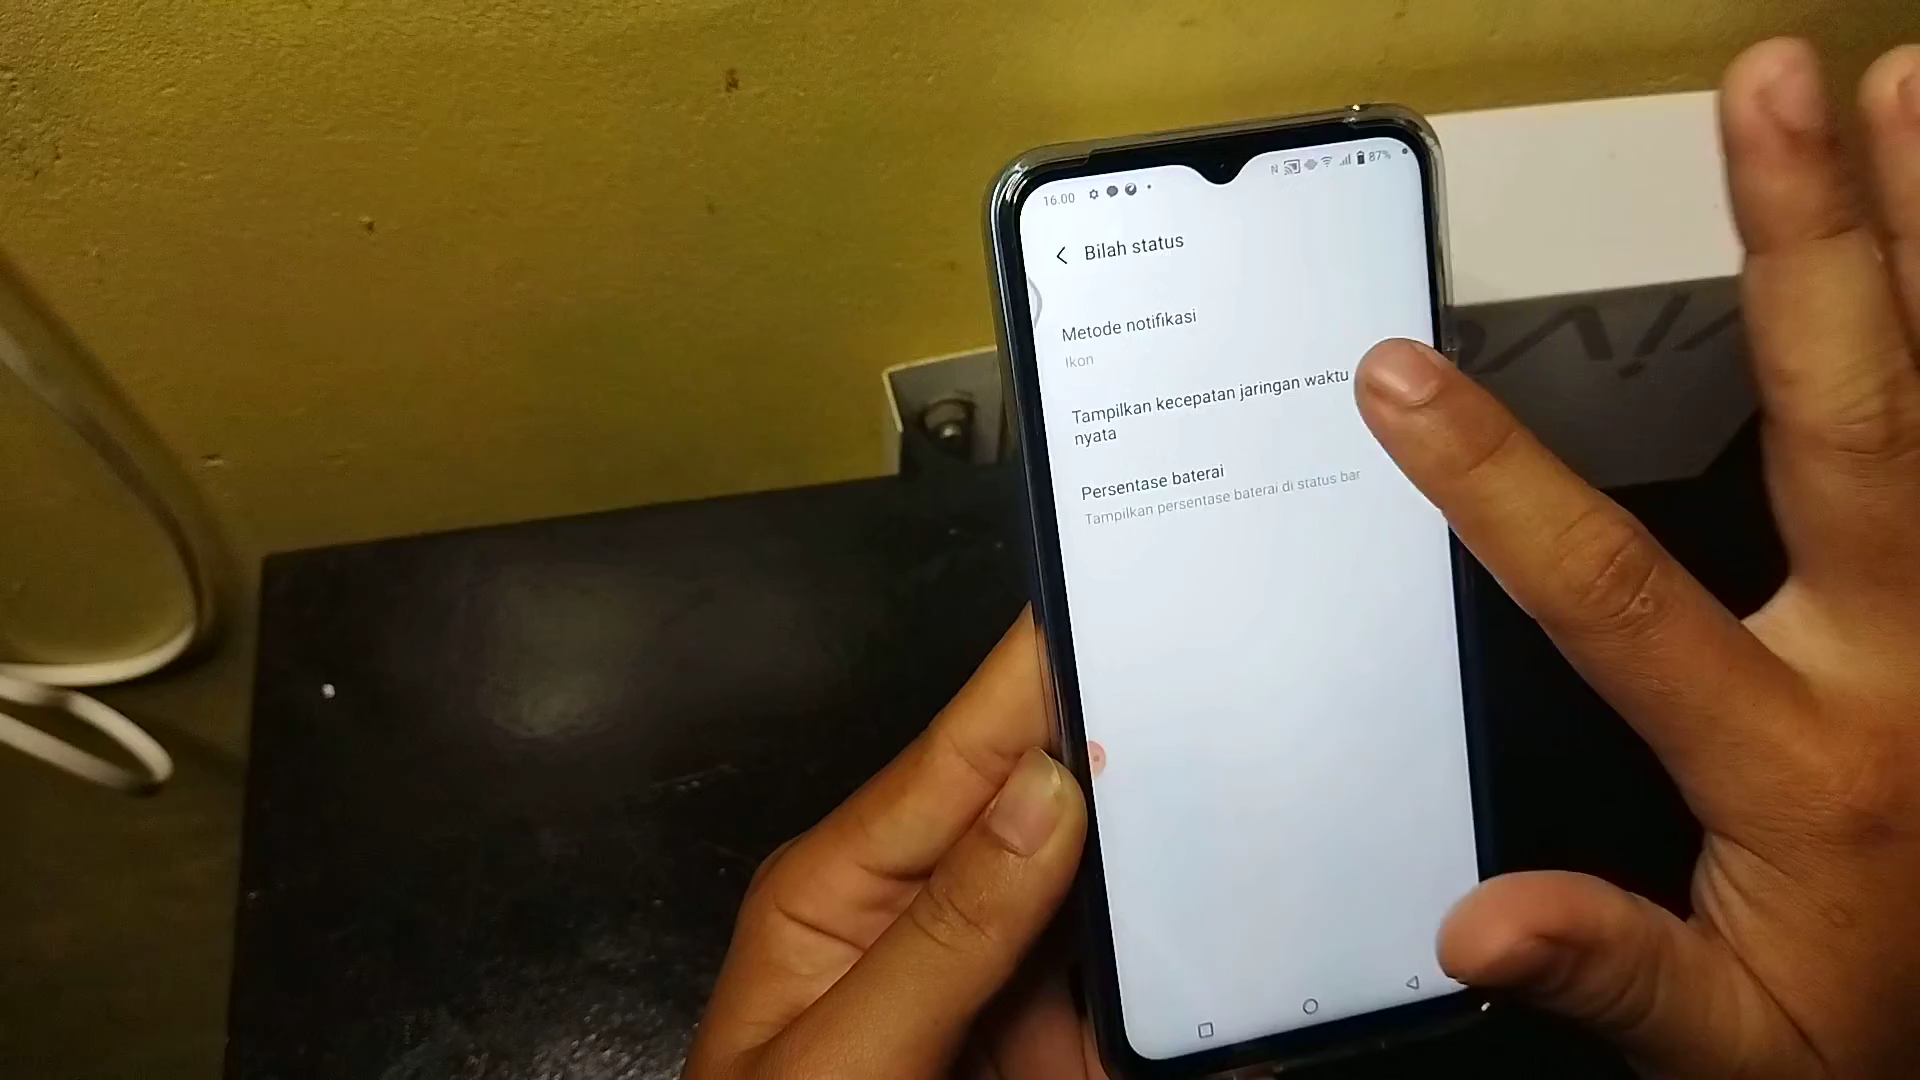 16.00
87%
Bilah status
Metode notifikasi
Ikon
Tampilkan kecepatan jaringan waktu
nyata
Persentase baterai
Tampilkan persentase baterai di status bar
vivo